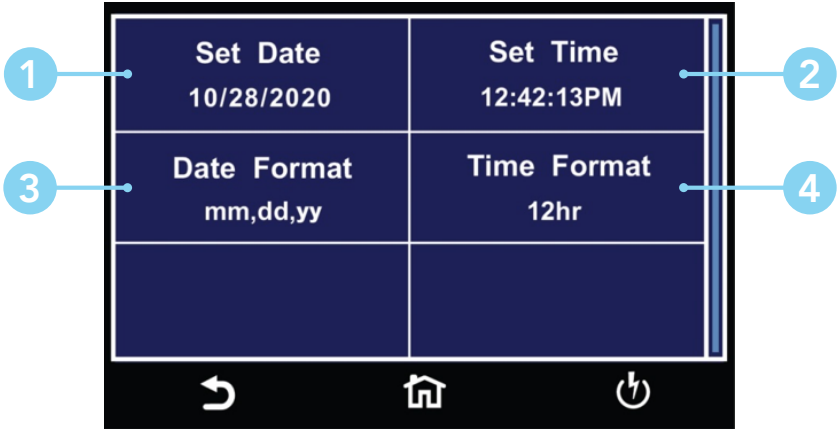 1
Set Date
10/28/2020
Set Time
12:42:13PM
2
3
Date Format
mm,dd,yy
Time Format
12hr
4